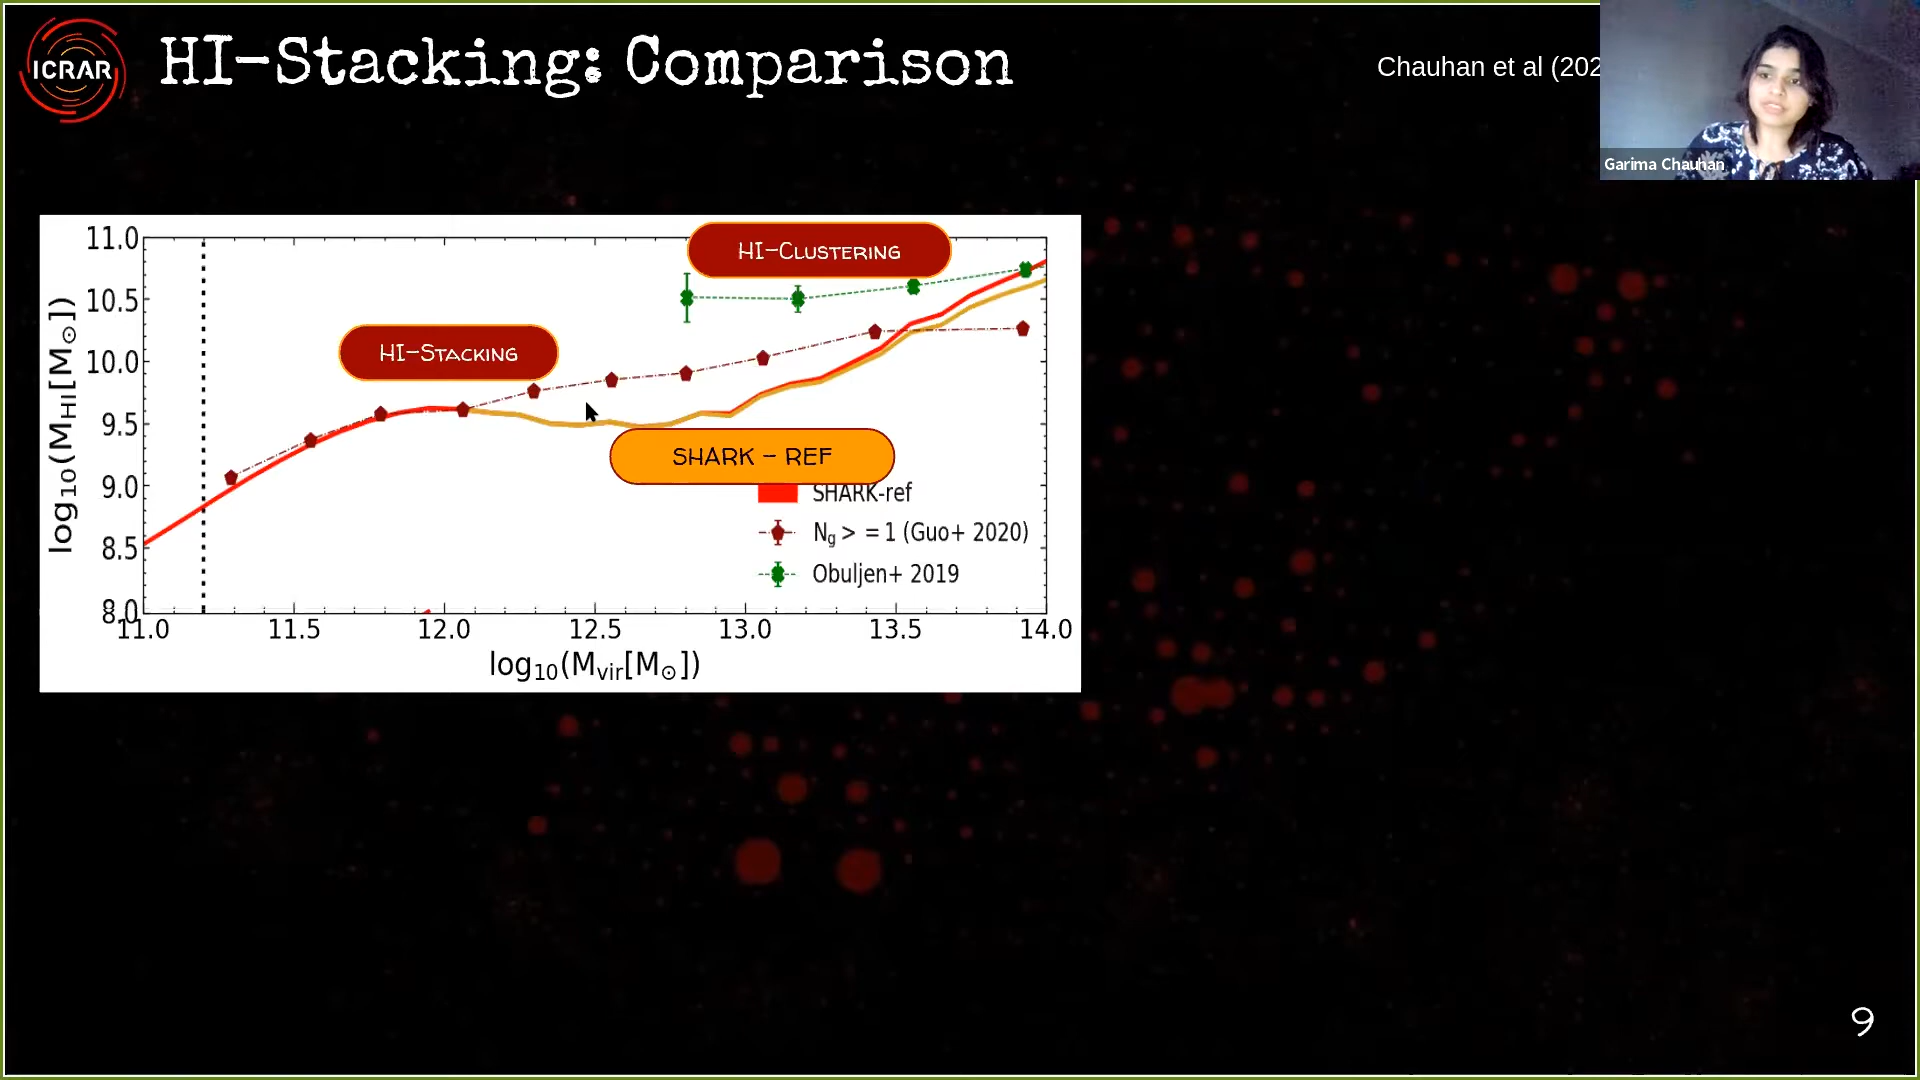 ICRAR
HI-Stacking: Comparison
Chauhan et al (202
Garima Chauhan
HI-Clustering
HI-Stacking
SHARK - REF
SHARK-ref
Ng > = 1 (Guo+ 2020)
Obuljen+ 2019
11.0
10.5
10.0
9.5
9.0
8.5
8.0
log10(MHI[M⊙])
11.0 11.5 12.0 12.5 13.0 13.5 14.0
log10(Mvir[M⊙])
9